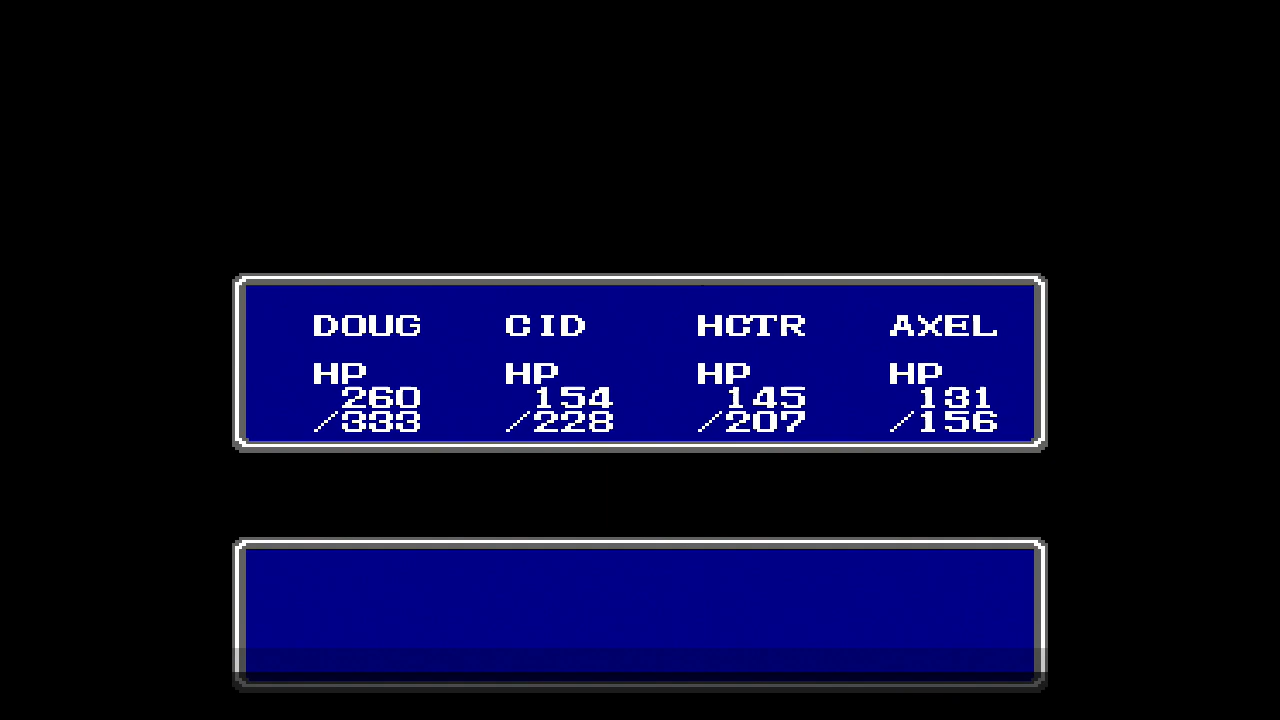 DOUG CID HCTR AXEL
HP HP HP HP
260 154 145 131
/333 /228 /207 /156